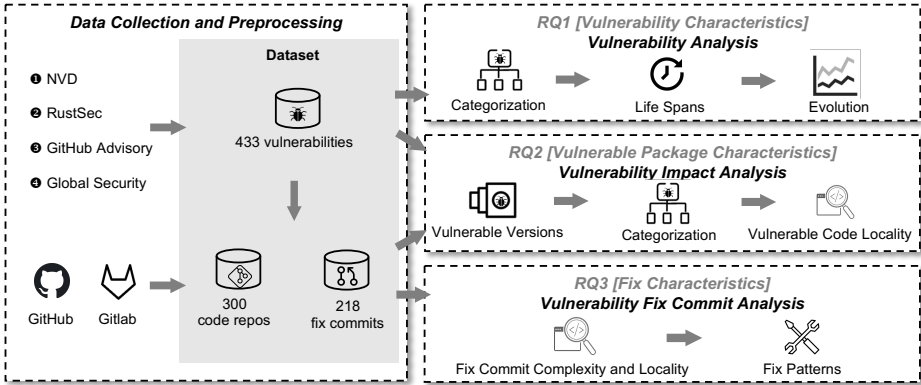 Data Collection and Preprocessing
Dataset
❶ NVD
❷ RustSec
❸ GitHub Advisory
❹ Global Security
433 vulnerabilities
GitHub
Gitlab
300
code repos
218
fix commits
RQ1 [Vulnerability Characteristics]
Vulnerability Analysis
Categorization
Life Spans
Evolution
RQ2 [Vulnerable Package Characteristics]
Vulnerability Impact Analysis
Vulnerable Versions
Categorization
Vulnerable Code Locality
RQ3 [Fix Characteristics]
Vulnerability Fix Commit Analysis
Fix Commit Complexity and Locality
Fix Patterns